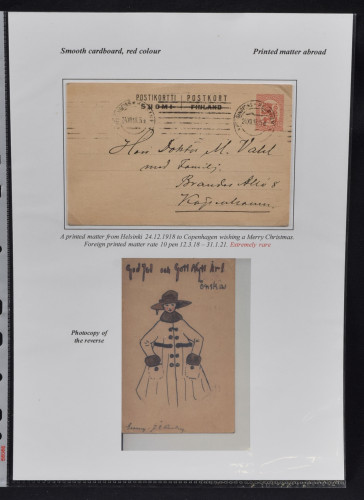 Smooth cardboard, red colour
Printed matter abroad
POSTIKORTTI POSTKORT
SUOMI FINLAND
Herr Doktor M. Vahl
med Familj.
Brandes Allé 8
Køpenhamn.
A printed matter from Helsinki 24.12.1918 to Copenhagen wishing a Merry Christmas.
Foreign printed matter rate 10 pen 12.3.18 – 31.1.21. Extremely rare
God Jul och Gott Nytt År!
önskas
Photocopy of
the reverse